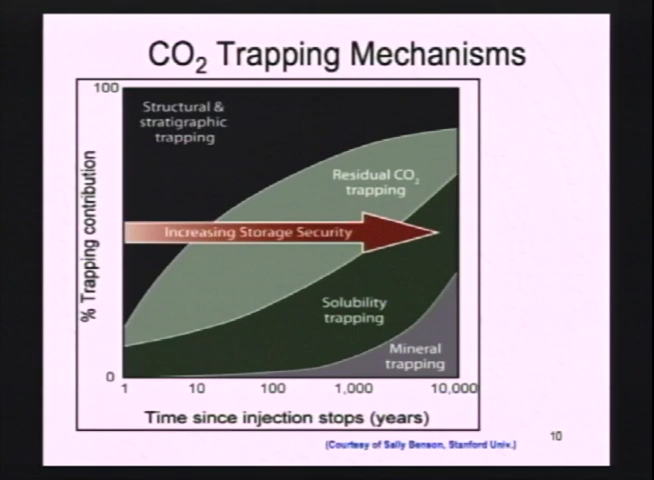 CO₂ Trapping Mechanisms
100
Structural &
stratigraphic
trapping
Residual CO₂
trapping
Increasing Storage Security
Solubility
trapping
Mineral
trapping
% Trapping contribution
0
1 10 100 1,000 10,000
Time since injection stops (years)
(Courtesy of Sally Benson, Stanford Univ.)
10